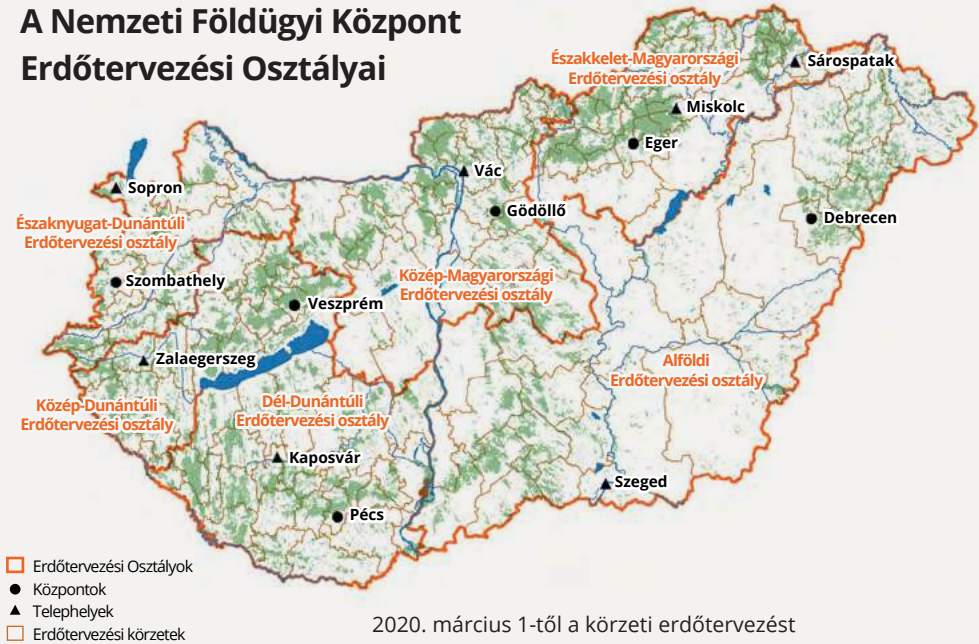 A Nemzeti Földügyi Központ
Erdőtervezési Osztályai
Északkelet-Magyarországi
Erdőtervezési osztály
Sárospatak
Miskolc
Eger
Vác
Sopron
Gödöllő
Debrecen
Északnyugat-Dunántúli
Erdőtervezési osztály
Közép-Magyarországi
Erdőtervezési osztály
Szombathely
Veszprém
Zalaegerszeg
Alföldi
Erdőtervezési osztály
Közép-Dunántúli
Erdőtervezési osztály
Dél-Dunántúli
Erdőtervezési osztály
Kaposvár
Szeged
Pécs
Erdőtervezési Osztályok
Központok
Telephelyek
Erdőtervezési körzetek
2020. március 1-től a körzeti erdőtervezést